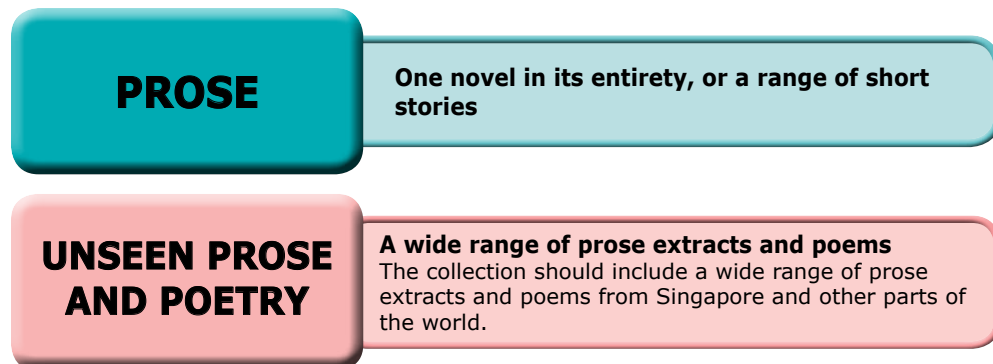 PROSE
One novel in its entirety, or a range of short
stories
UNSEEN PROSE
AND POETRY
A wide range of prose extracts and poems
The collection should include a wide range of prose
extracts and poems from Singapore and other parts of
the world.